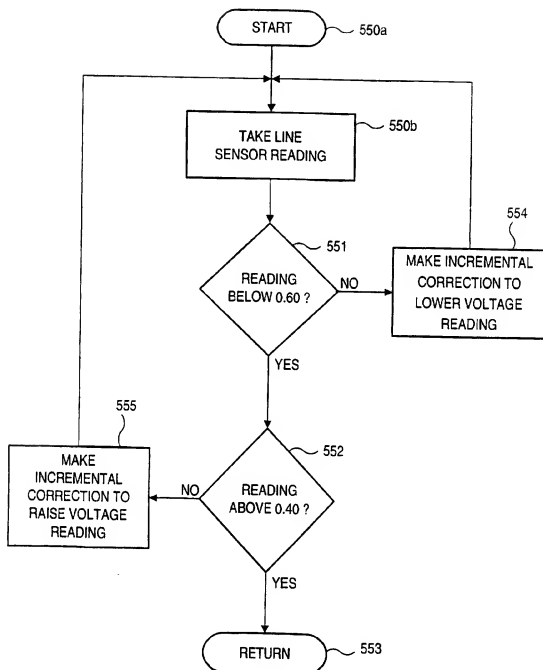 START
550a
TAKE LINE
SENSOR READING
550b
551
READING
BELOW 0.60 ?
NO
554
MAKE INCREMENTAL
CORRECTION TO
LOWER VOLTAGE
READING
YES
555
MAKE
INCREMENTAL
CORRECTION TO
RAISE VOLTAGE
READING
NO
552
READING
ABOVE 0.40 ?
YES
RETURN
553